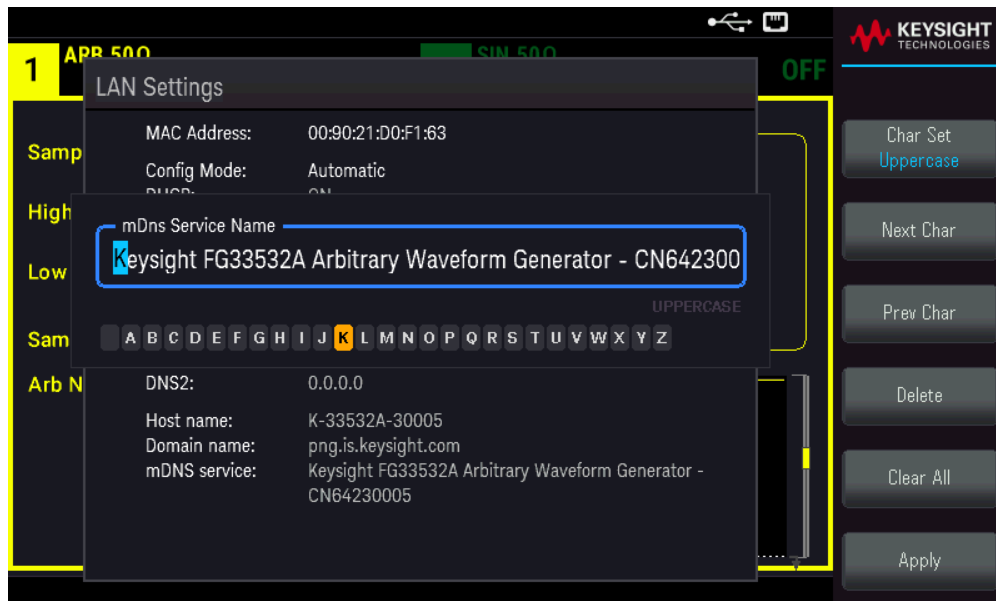 KEYSIGHT
TECHNOLOGIES
1 ARB 50Ω SIN 50Ω OFF
LAN Settings
MAC Address: 00:90:21:D0:F1:63
Samp
Config Mode: Automatic
DHCP: ON
High
mDns Service Name
Keysight FG33532A Arbitrary Waveform Generator - CN642300
Low
UPPERCASE
Sam
A B C D E F G H I J K L M N O P Q R S T U V W X Y Z
Arb N
DNS2: 0.0.0.0
Host name: K-33532A-30005
Domain name: png.is.keysight.com
mDNS service: Keysight FG33532A Arbitrary Waveform Generator -
CN64230005
Char Set
Uppercase
Next Char
Prev Char
Delete
Clear All
Apply